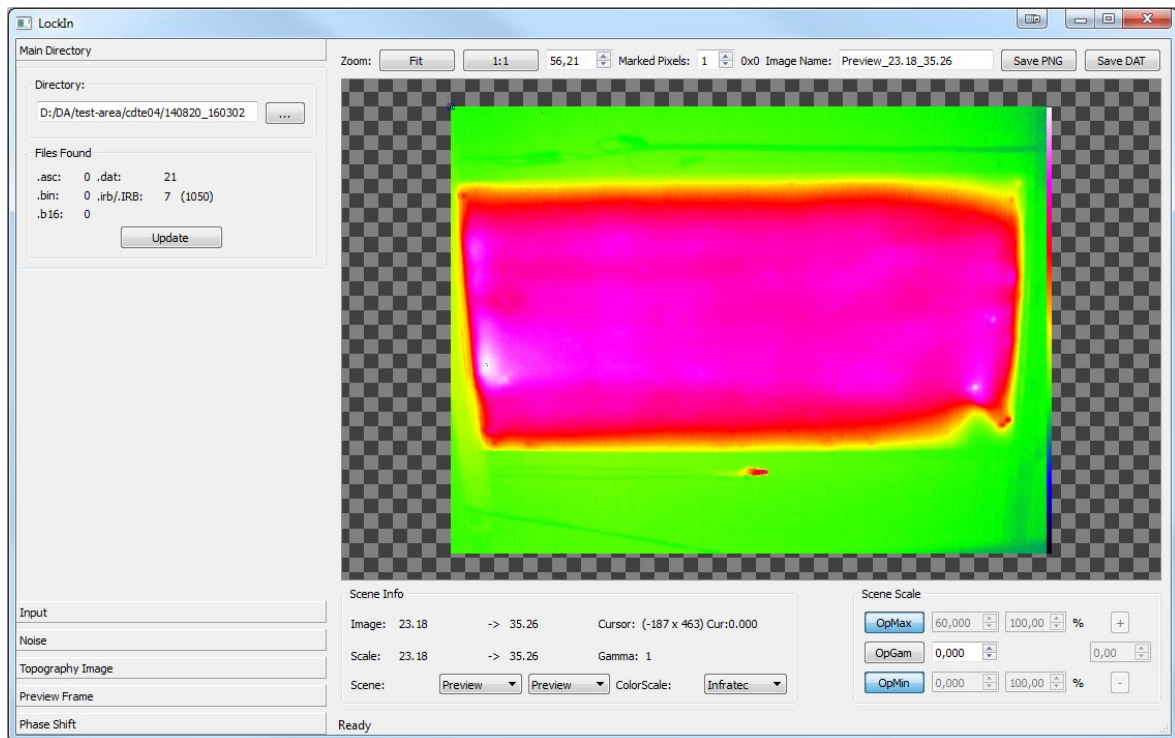 LockIn
Main Directory
Directory:
D:/DA/test-area/cdte04/140820_160302 ...
Files Found
.asc: 0 .dat: 21
.bin: 0 .irb/.IRB: 7 (1050)
.b16: 0
Update
Input
Noise
Topography Image
Preview Frame
Phase Shift
Zoom: Fit 1:1 56,21 Marked Pixels: 1 0x0 Image Name: Preview_23.18_35.26 Save PNG Save DAT
Scene Info
Image: 23.18 -> 35.26 Cursor: (-187 x 463) Cur:0.000
Scale: 23.18 -> 35.26 Gamma: 1
Scene: Preview Preview ColorScale: Infratec
Scene Scale
OpMax 60,000 100,00 % +
OpGam 0,000 0,00
OpMin 0,000 100,00 % -
Ready